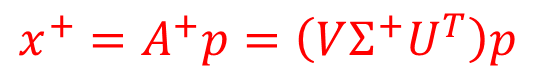 x⁺ = A⁺p = (VΣ⁺Uᵀ)p